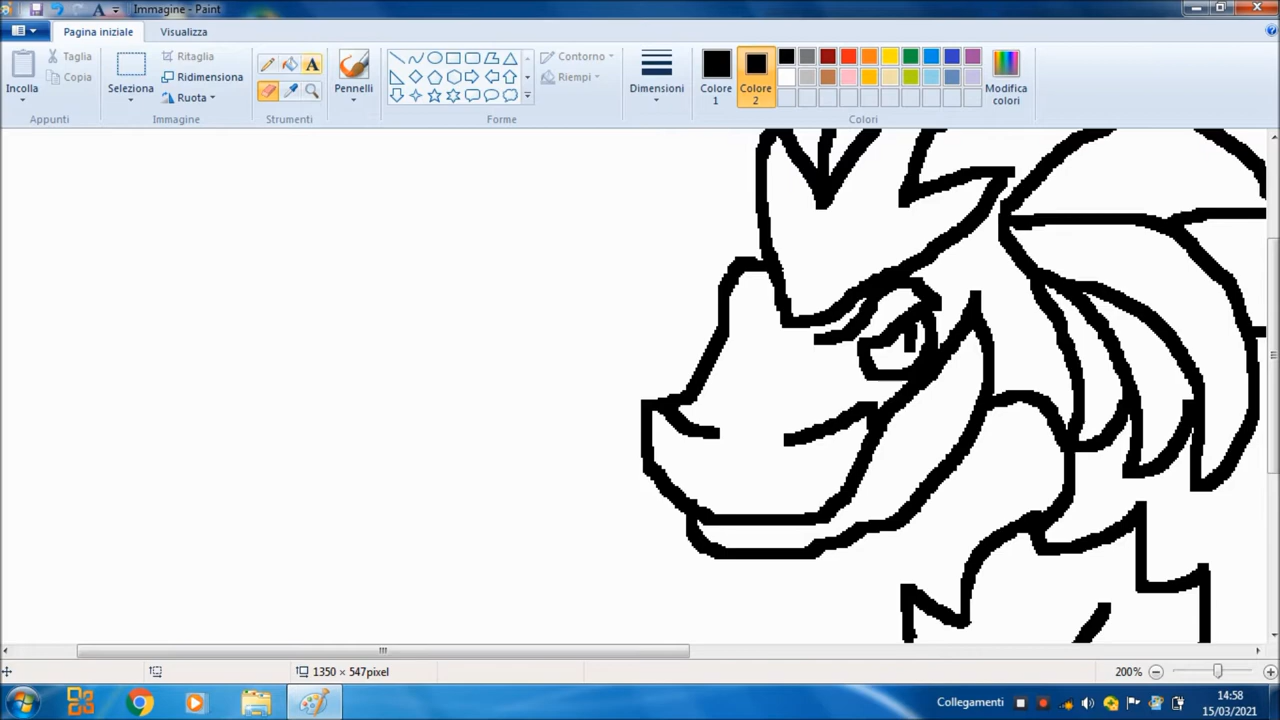 Immagine - Paint
Pagina iniziale
Visualizza
Incolla
Taglia
Copia
Appunti
Seleziona
Ritaglia
Ridimensiona
Ruota
Immagine
Strumenti
Pennelli
Contorno
Riempi
Forme
Dimensioni
Colore 1
Colore 2
Modifica colori
Colori
1350 × 547pixel
200%
Collegamenti
14:58
15/03/2021